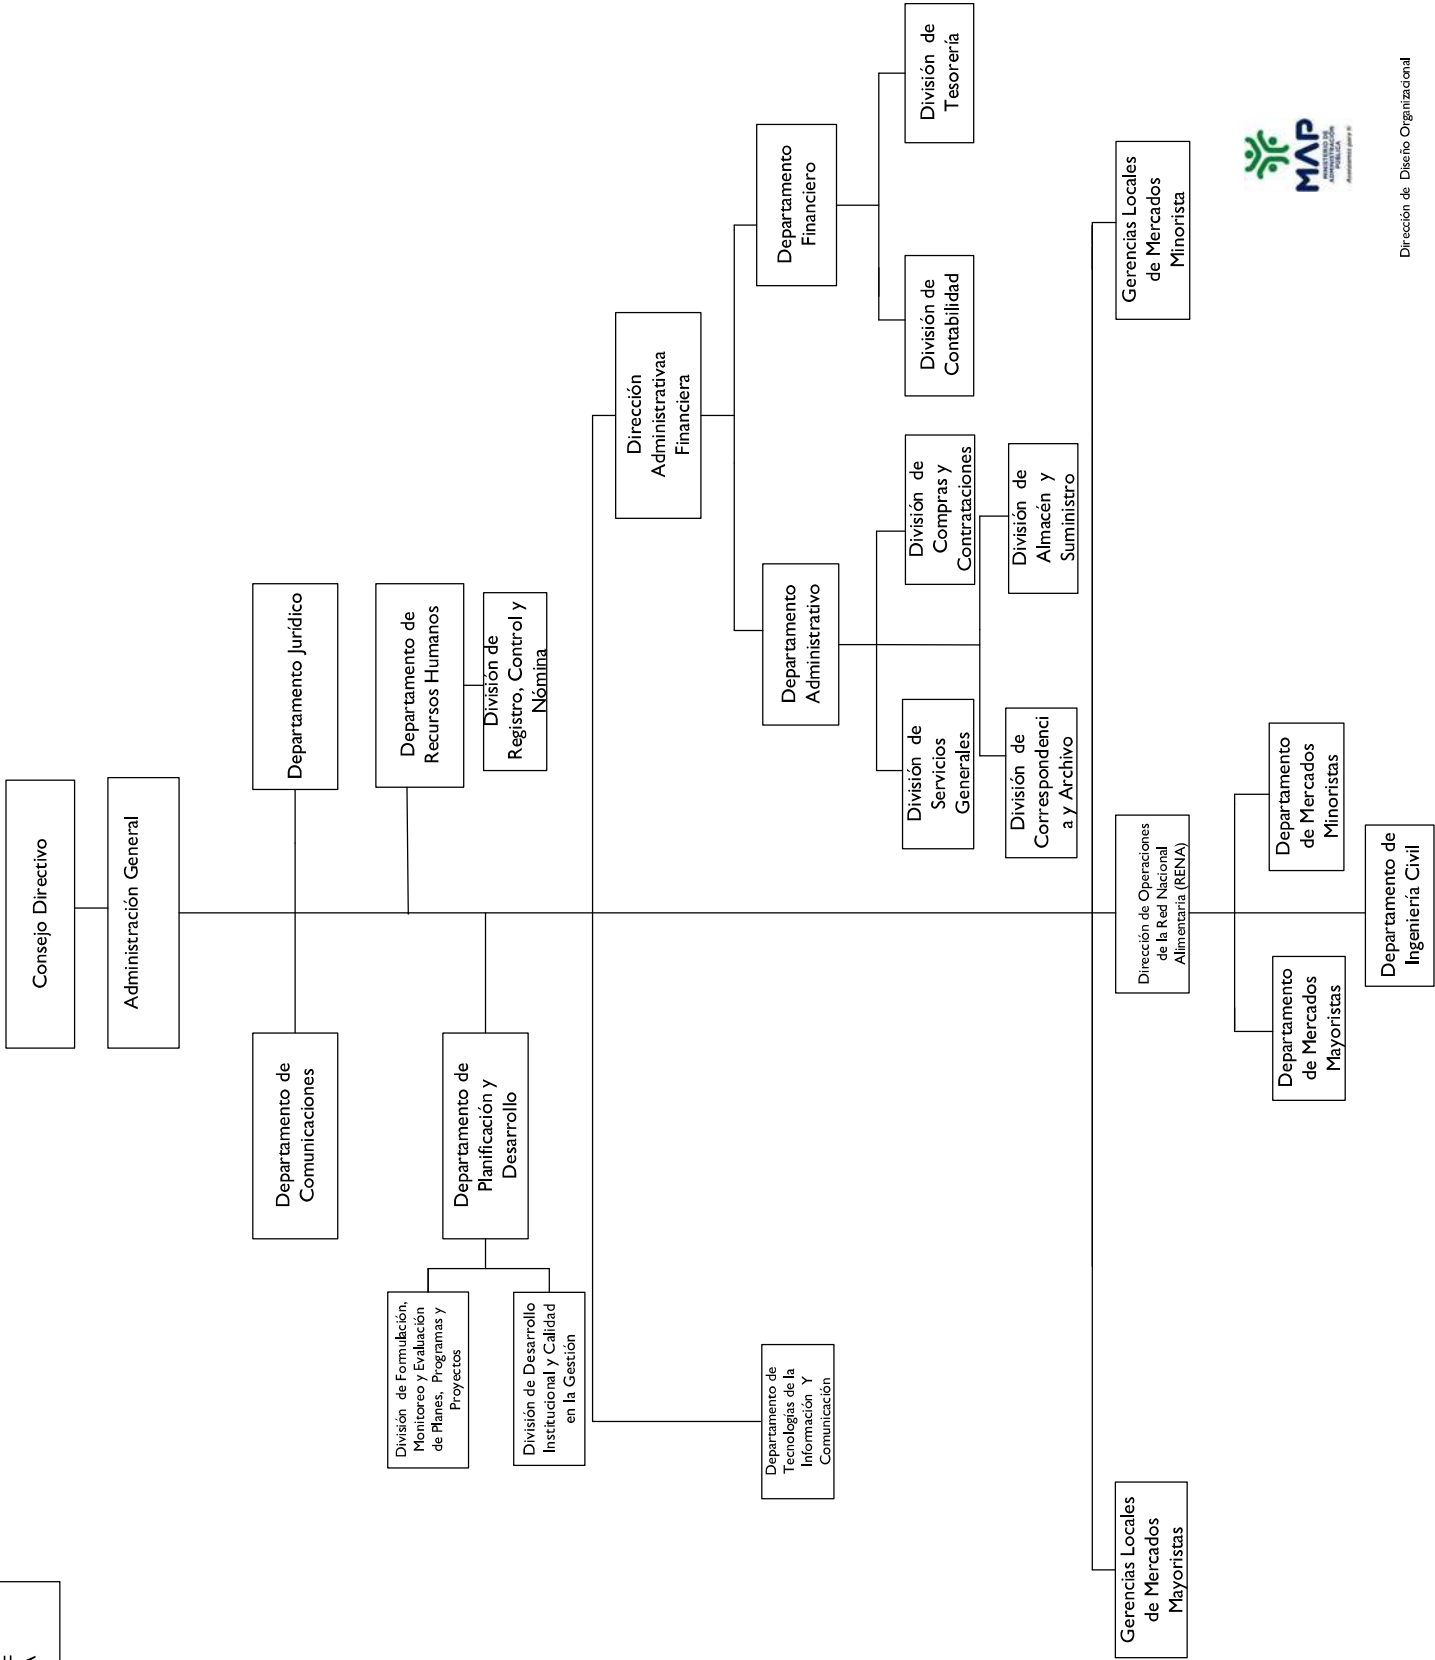 Consejo Directivo
Administración General
Departamento de
Comunicaciones
Departamento Jurídico
Departamento de
Recursos Humanos
División de
Registro, Control y
Nómina
Departamento de
Planificación y
Desarrollo
División de Formulación,
Monitoreo y Evaluación
de Planes, Programas y
Proyectos
División de Desarrollo
Institucional y Calidad
en la Gestión
Departamento de
Tecnologías de la
Información Y
Comunicación
Dirección
Administrativaa
Financiera
Departamento
Administrativo
Departamento
Financiero
División de
Servicios
Generales
División de
Compras y
Contrataciones
División de
Correspondenci
a y Archivo
División de
Almacén y
Suministro
División de
Contabilidad
División de
Tesorería
Gerencias Locales
de Mercados
Mayoristas
Dirección de Operaciones
de la Red Nacional
Alimentaria (RENA)
Gerencias Locales
de Mercados
Minorista
Departamento
de Mercados
Mayoristas
Departamento
de Mercados
Minoristas
Departamento de
Ingeniería Civil
MAP
MINISTERIO DE
ADMINISTRACIÓN
PÚBLICA
Dirección de Diseño Organizacional